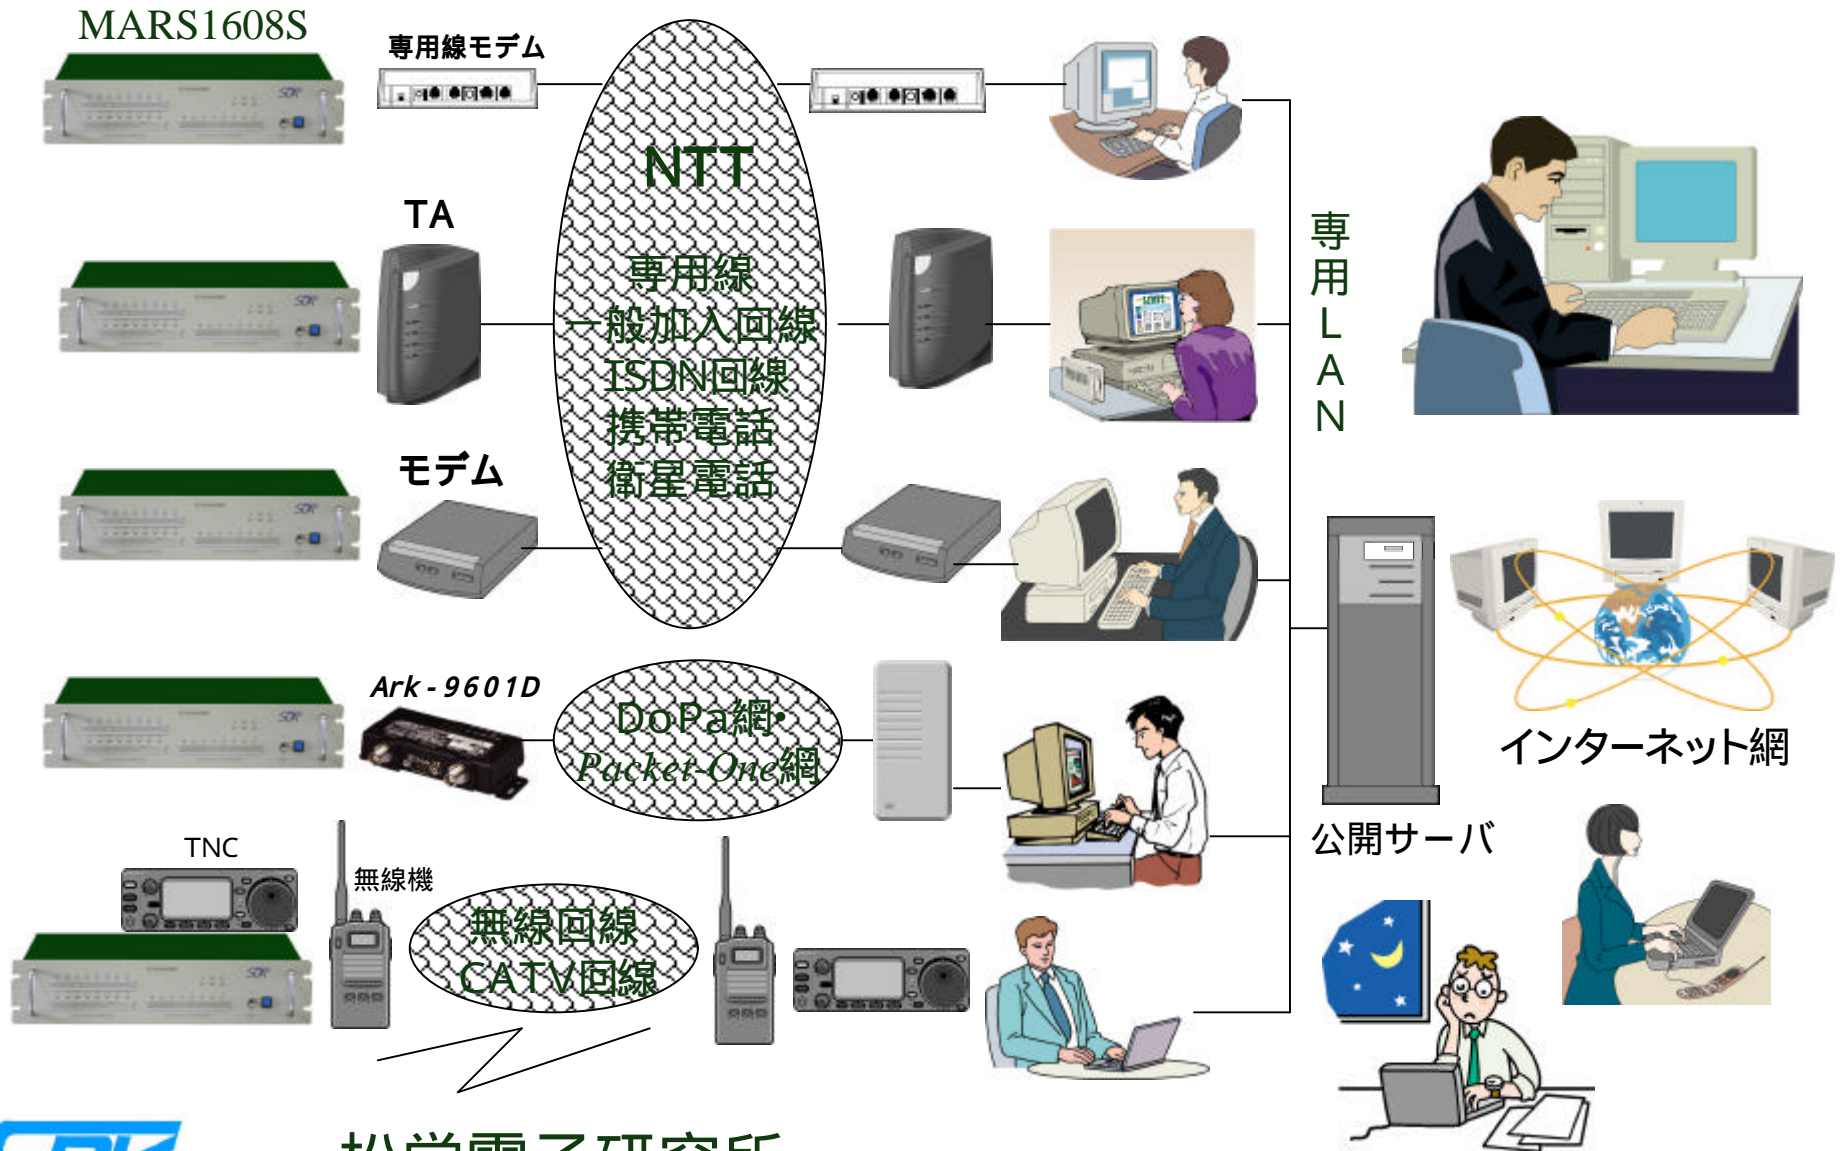 MARS1608S
専用線モデム
NTT
TA
専用線
一般加入回線
ISDN回線
携帯電話
衛星電話
専用LAN
モデム
Ark-9601D
DoPa網・
Packet-One網
インターネット網
公開サーバ
TNC
無線機
無線回線
CATV回線